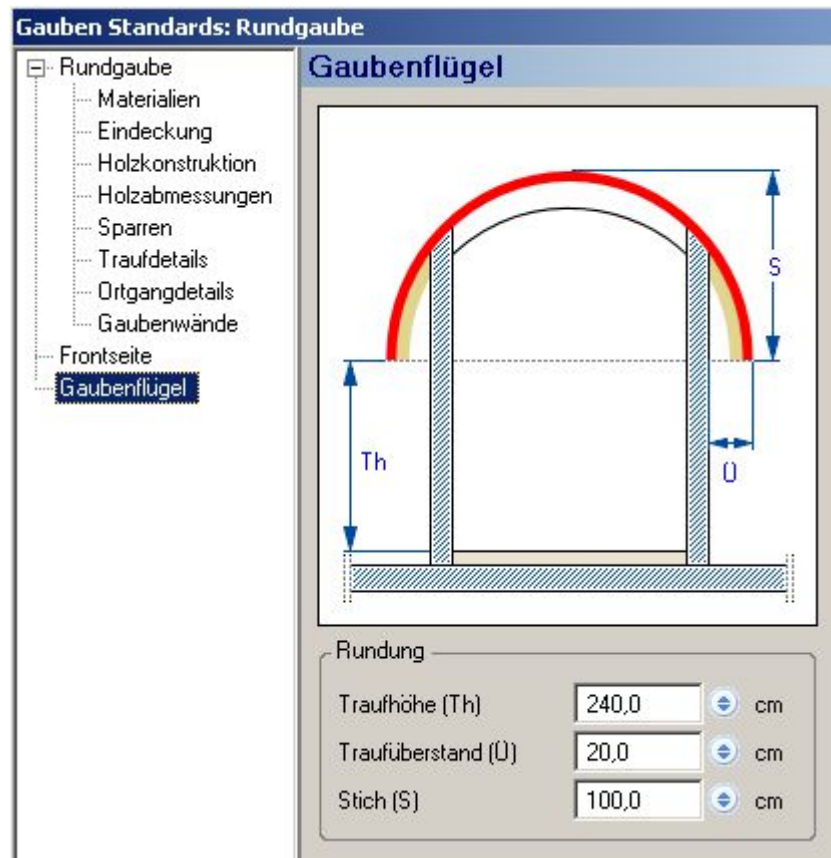 Gauben Standards: Rundgaube
Rundgaube
Materialien
Eindeckung
Holzkonstruktion
Holzabmessungen
Sparren
Traufdetails
Ortgangdetails
Gaubenwände
Frontseite
Gaubenflügel
Gaubenflügel
S
Th
Ü
Rundung
Traufhöhe (Th) 240,0 cm
Traufüberstand (Ü) 20,0 cm
Stich (S) 100,0 cm